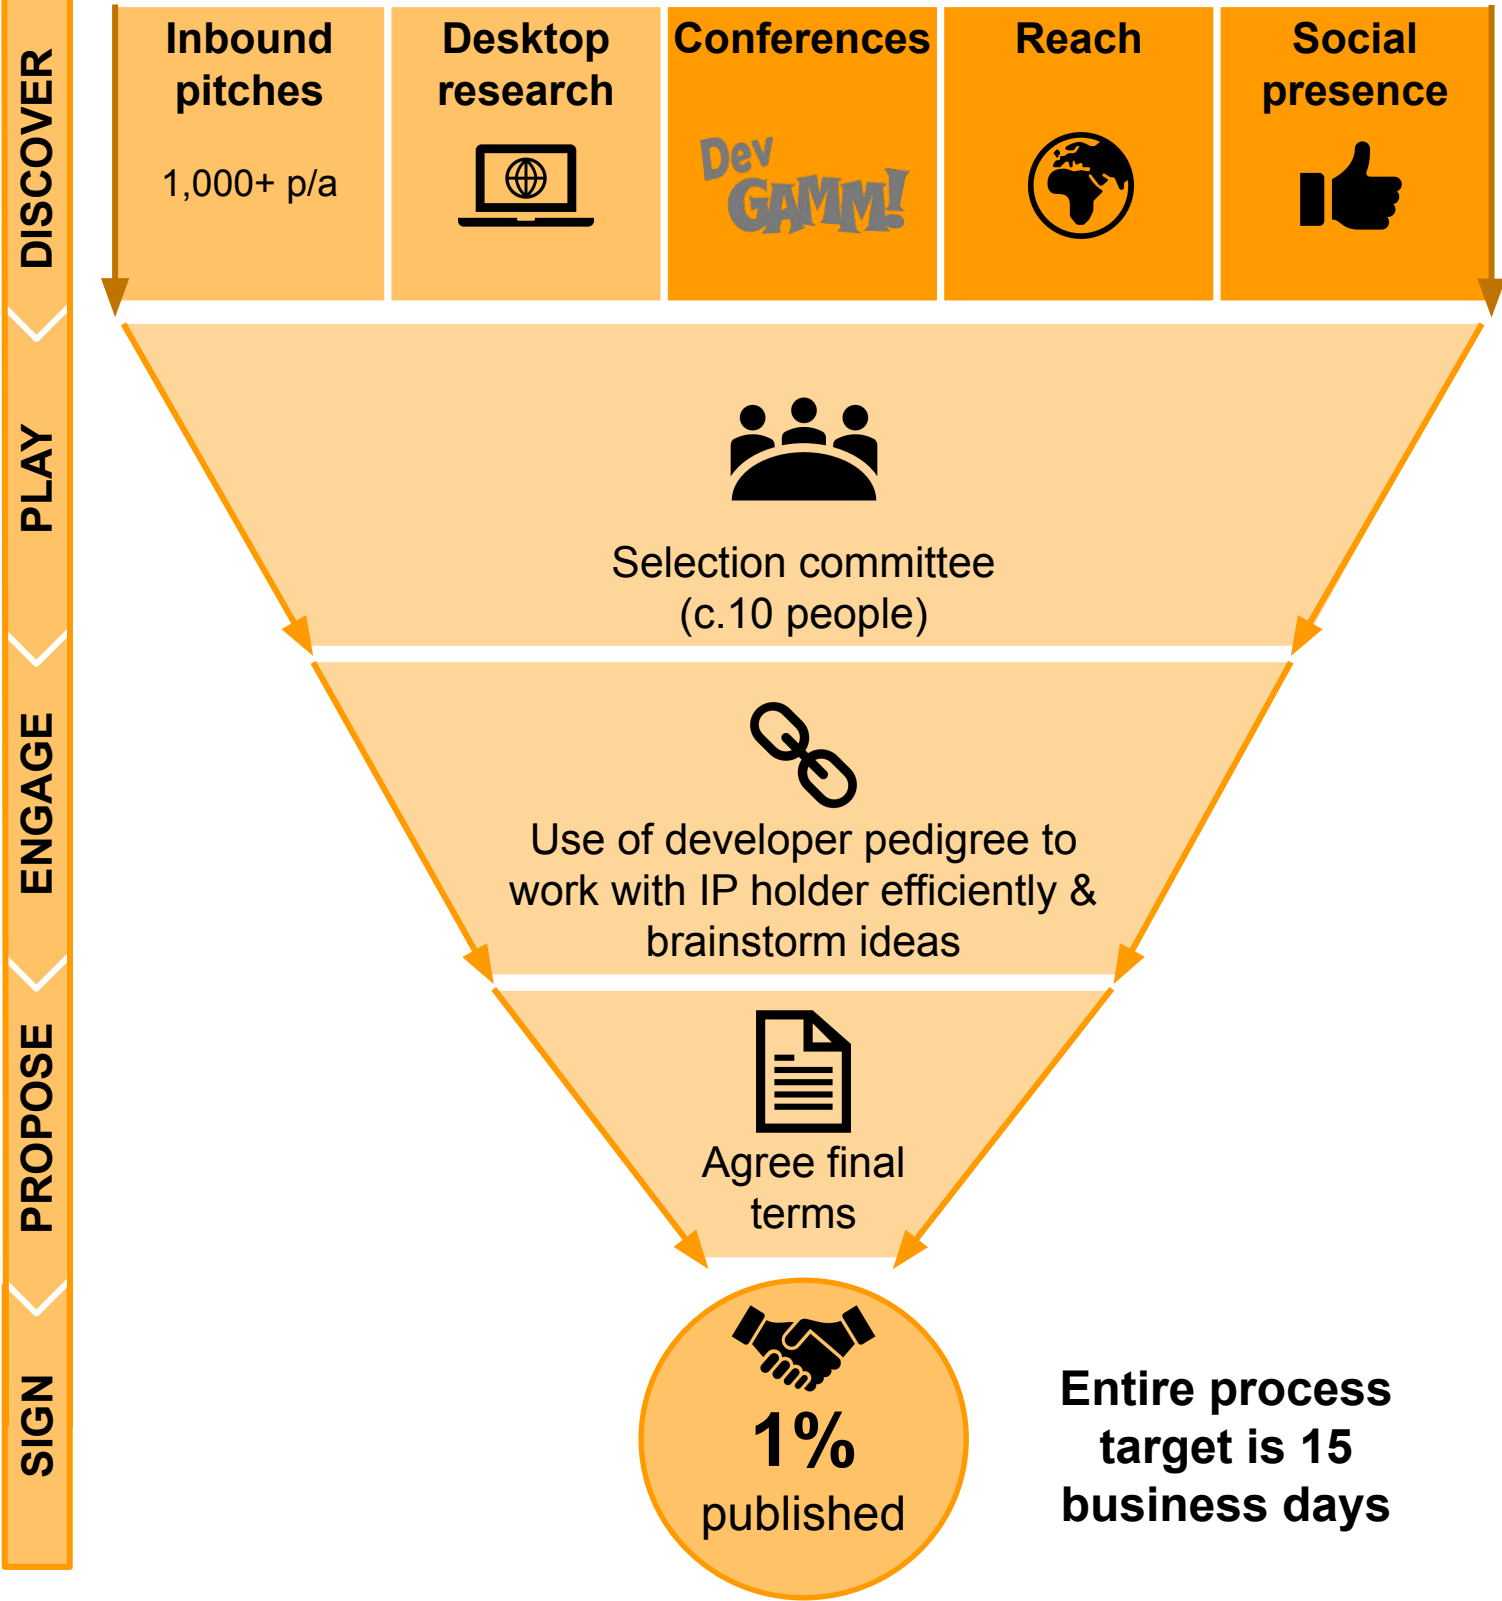 DISCOVER
Inbound
pitches
1,000+ p/a
Desktop
research
Conferences
Dev
GAMM!
Reach
Social
presence
PLAY
Selection committee
(c.10 people)
ENGAGE
Use of developer pedigree to
work with IP holder efficiently &
brainstorm ideas
PROPOSE
Agree final
terms
SIGN
1%
published
Entire process
target is 15
business days